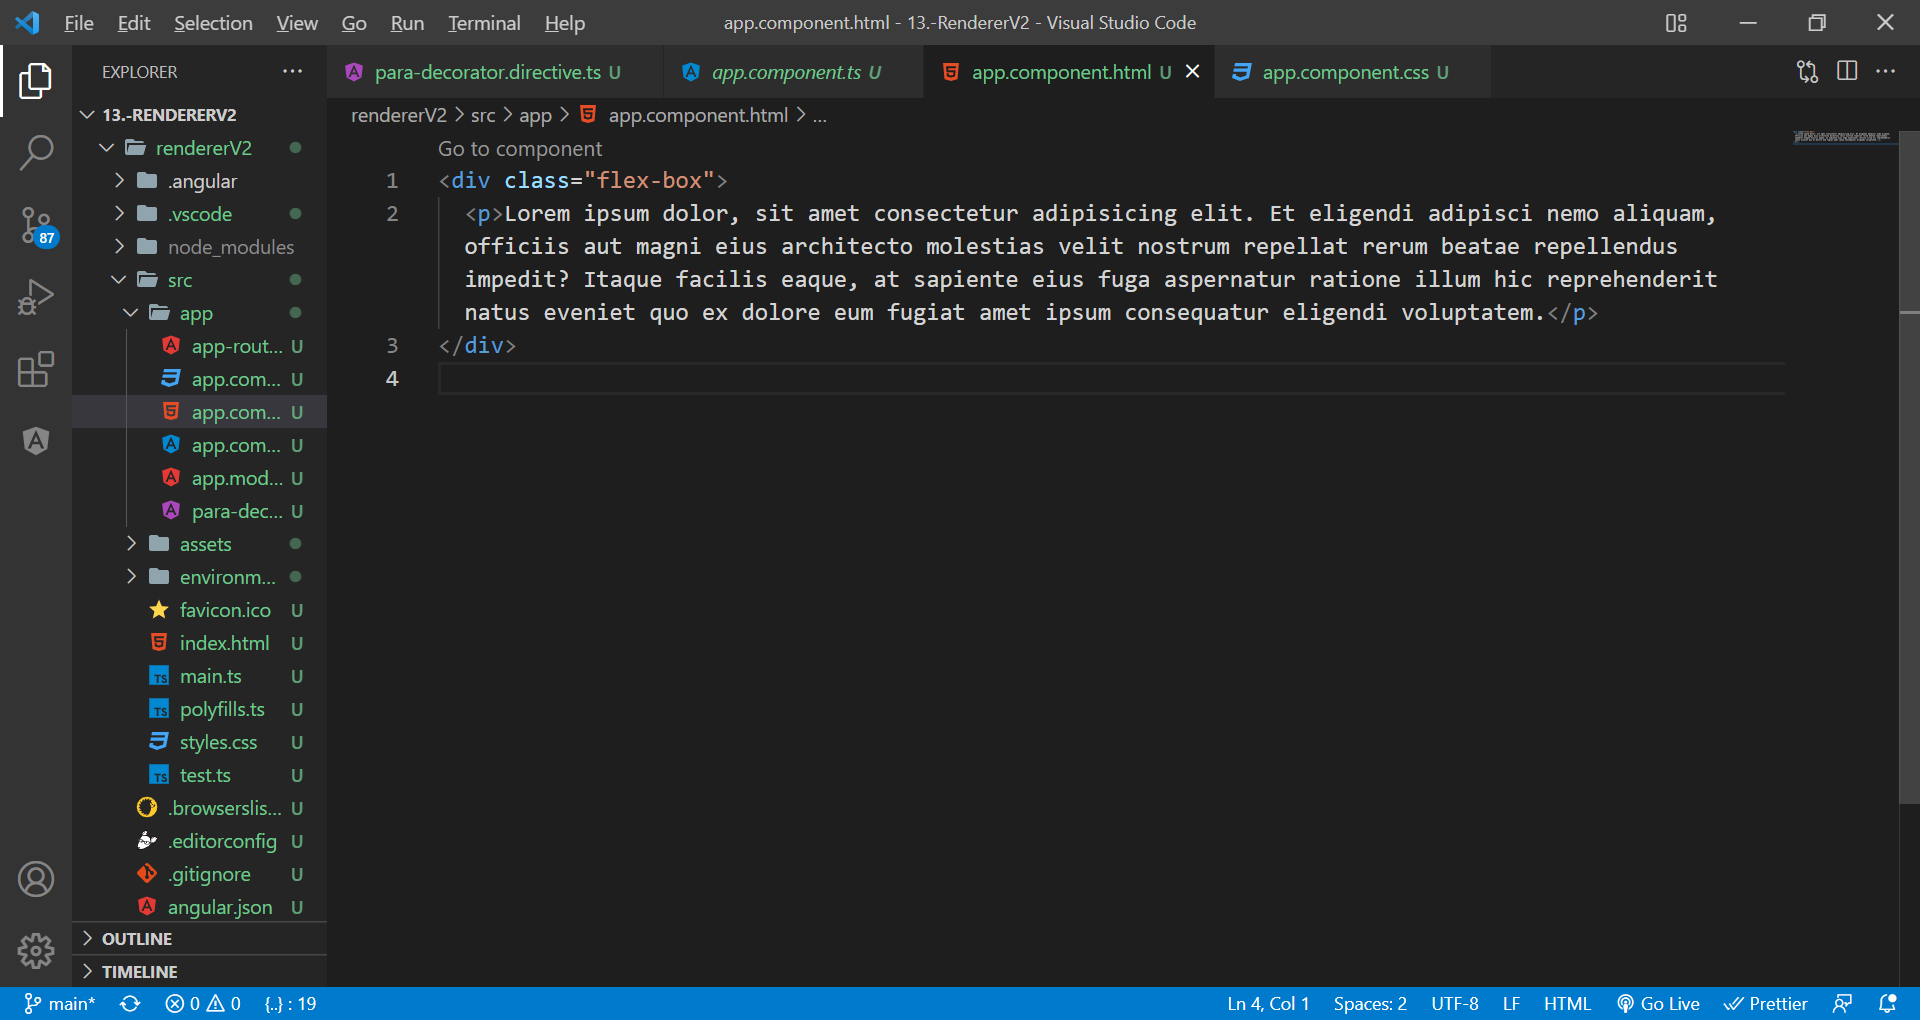 File Edit Selection View Go Run Terminal Help app.component.html - 13.-RendererV2 - Visual Studio Code
EXPLORER ···
para-decorator.directive.ts U app.component.ts U app.component.html U app.component.css U
13.-RENDERERV2
rendererV2
.angular
.vscode
node_modules
src
app
app-rout... U
app.com... U
app.com... U
app.com... U
app.mod... U
para-dec... U
assets
environm...
favicon.ico U
index.html U
main.ts U
polyfills.ts U
styles.css U
test.ts U
.browserslis... U
.editorconfig U
.gitignore U
angular.json U
OUTLINE
TIMELINE
87
rendererV2 > src > app > app.component.html > ...
Go to component
1 <div class="flex-box">
2 <p>Lorem ipsum dolor, sit amet consectetur adipisicing elit. Et eligendi adipisci nemo aliquam,
officiis aut magni eius architecto molestias velit nostrum repellat rerum beatae repellendus
impedit? Itaque facilis eaque, at sapiente eius fuga aspernatur ratione illum hic reprehenderit
natus eveniet quo ex dolore eum fugiat amet ipsum consequatur eligendi voluptatem.</p>
3 </div>
4
main* 0 0 {..} : 19 Ln 4, Col 1 Spaces: 2 UTF-8 LF HTML Go Live Prettier